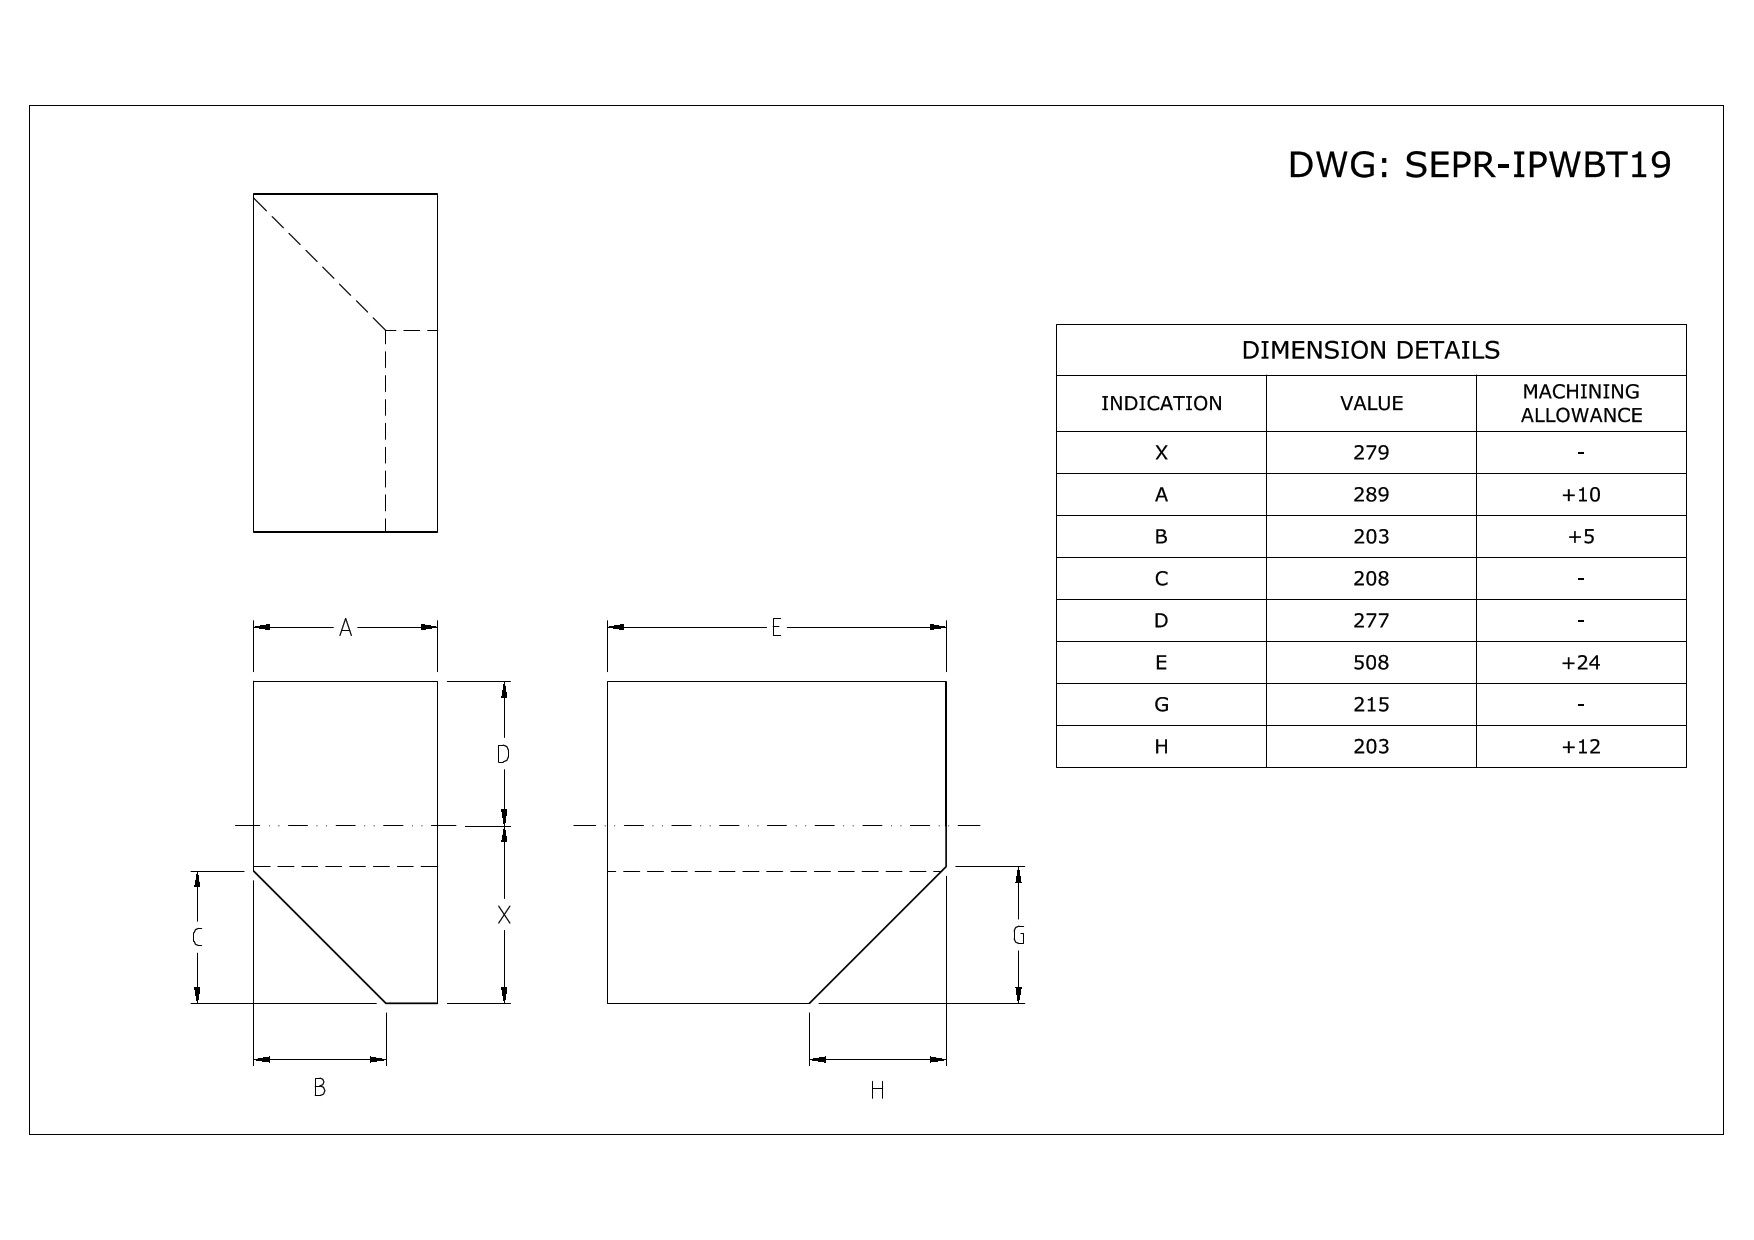 DWG: SEPR-IPWBT19
DIMENSION DETAILS
INDICATION VALUE MACHINING ALLOWANCE
X 279 -
A 289 +10
B 203 +5
C 208 -
D 277 -
E 508 +24
G 215 -
H 203 +12
A
E
D
X
C
G
B
H